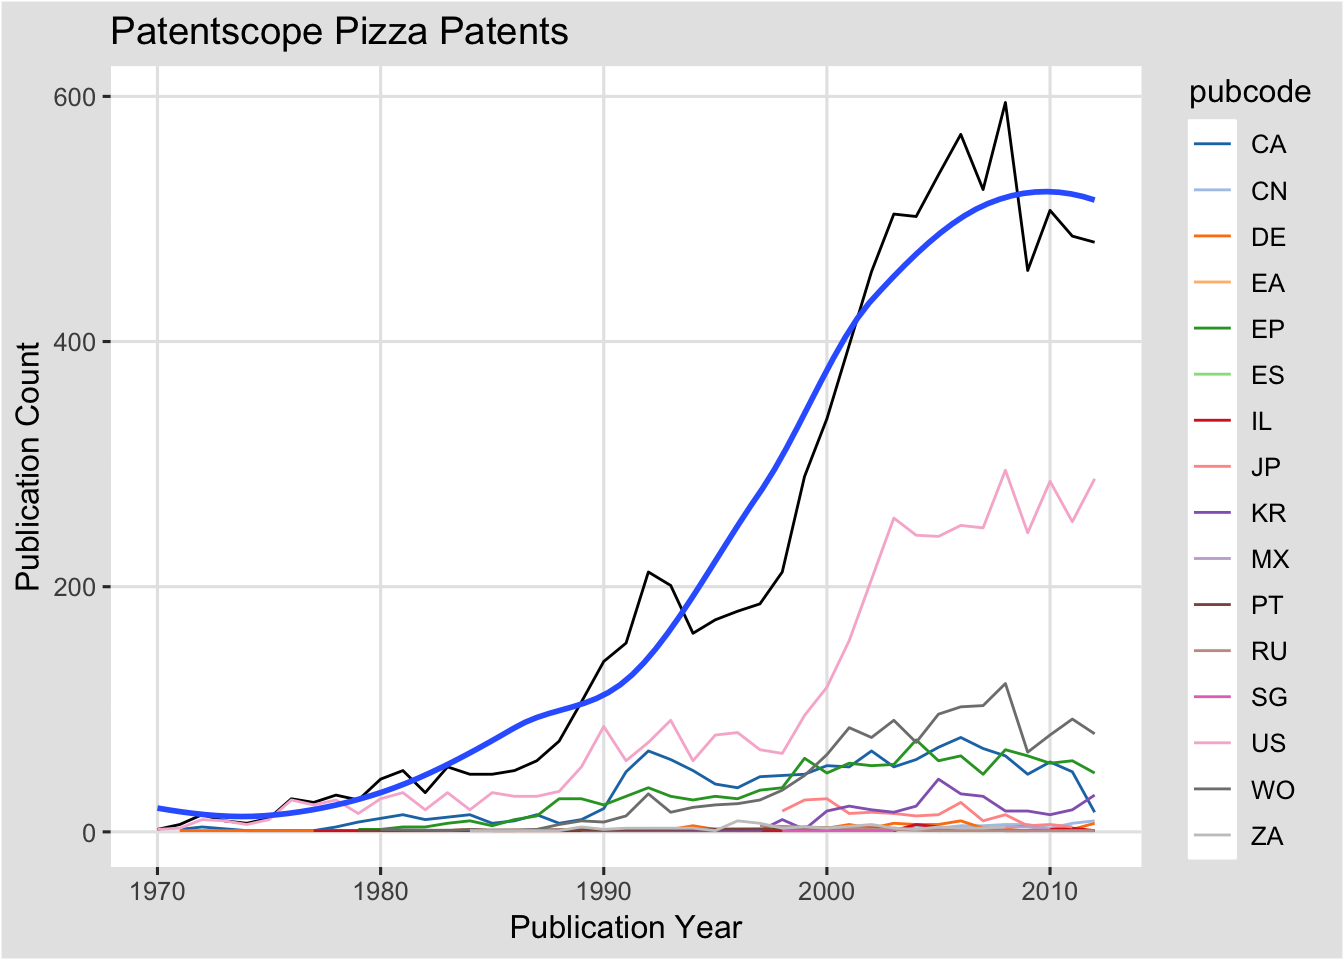 Patentscope Pizza Patents
600
400
200
0
Publication Count
1970
1980
1990
2000
2010
Publication Year
pubcode
CA
CN
DE
EA
EP
ES
IL
JP
KR
MX
PT
RU
SG
US
WO
ZA